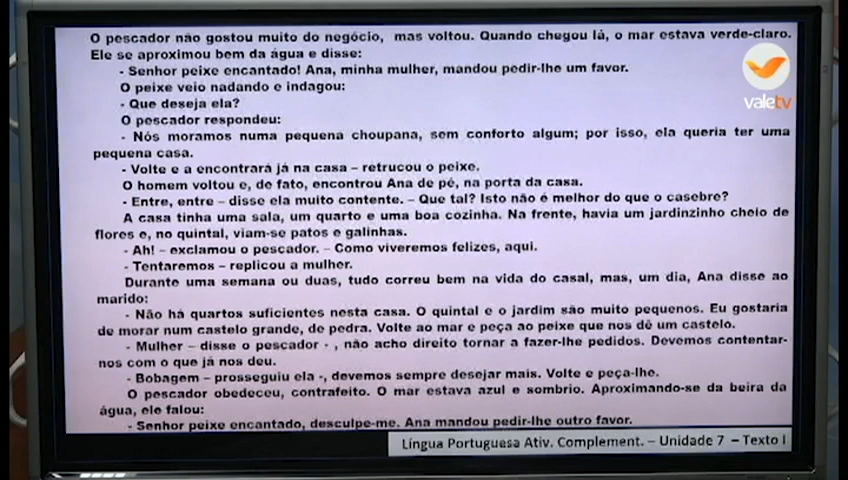 O pescador não gostou muito do negócio, mas voltou. Quando chegou lá, o mar estava verde-claro.
Ele se aproximou bem da água e disse:
- Senhor peixe encantado! Ana, minha mulher, mandou pedir-lhe um favor.
O peixe veio nadando e indagou:
- Que deseja ela?
O pescador respondeu:
- Nós moramos numa pequena choupana, sem conforto algum; por isso, ela queria ter uma
pequena casa.
- Volte e a encontrará já na casa – retrucou o peixe.
O homem voltou e, de fato, encontrou Ana de pé, na porta da casa.
- Entre, entre – disse ela muito contente. – Que tal? Isto não é melhor do que o casebre?
A casa tinha uma sala, um quarto e uma boa cozinha. Na frente, havia um jardinzinho cheio de
flores e, no quintal, viam-se patos e galinhas.
- Ah! – exclamou o pescador. – Como viveremos felizes, aqui.
- Tentaremos – replicou a mulher.
Durante uma semana ou duas, tudo correu bem na vida do casal, mas, um dia, Ana disse ao
marido:
- Não há quartos suficientes nesta casa. O quintal e o jardim são muito pequenos. Eu gostaria
de morar num castelo grande, de pedra. Volte ao mar e peça ao peixe que nos dê um castelo.
- Mulher – disse o pescador - , não acho direito tornar a fazer-lhe pedidos. Devemos contentar-
nos com o que já nos deu.
- Bobagem – prosseguiu ela -, devemos sempre desejar mais. Volte e peça-lhe.
O pescador obedeceu, contrafeito. O mar estava azul e sombrio. Aproximando-se da beira da
água, ele falou:
- Senhor peixe encantado, desculpe-me. Ana mandou pedir-lhe outro favor.
valetv
Língua Portuguesa Ativ. Complement. – Unidade 7 – Texto I